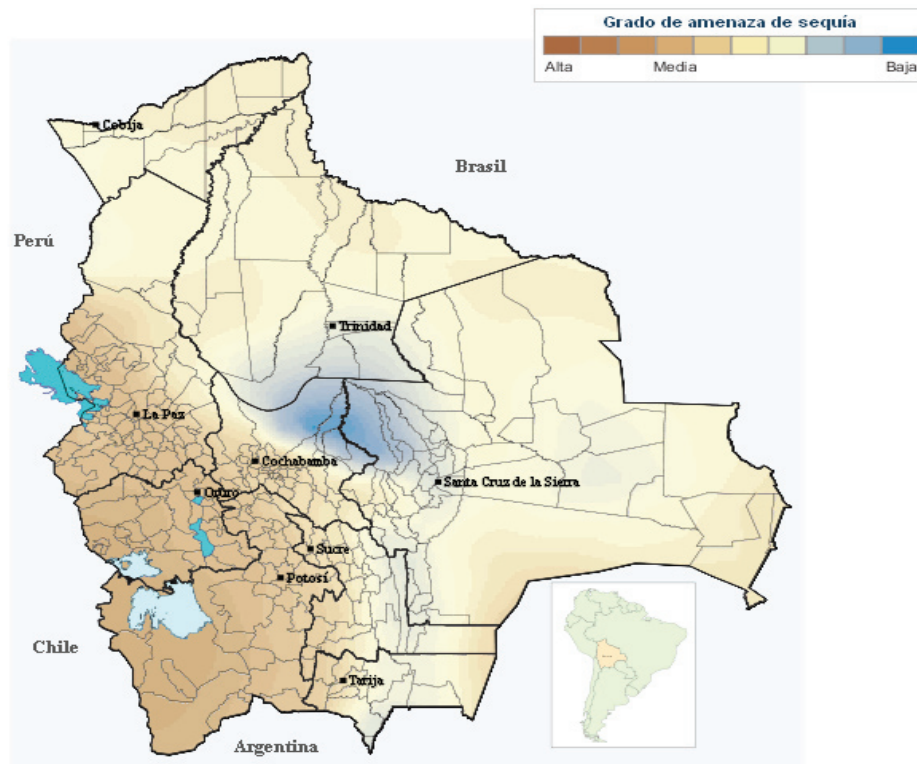 Grado de amenaza de sequía
Alta Media Baja
Cobija
Brasil
Perú
Trinidad
La Paz
Cochabamba
Santa Cruz de la Sierra
Oruro
Sucre
Potosí
Chile
Tarija
Argentina